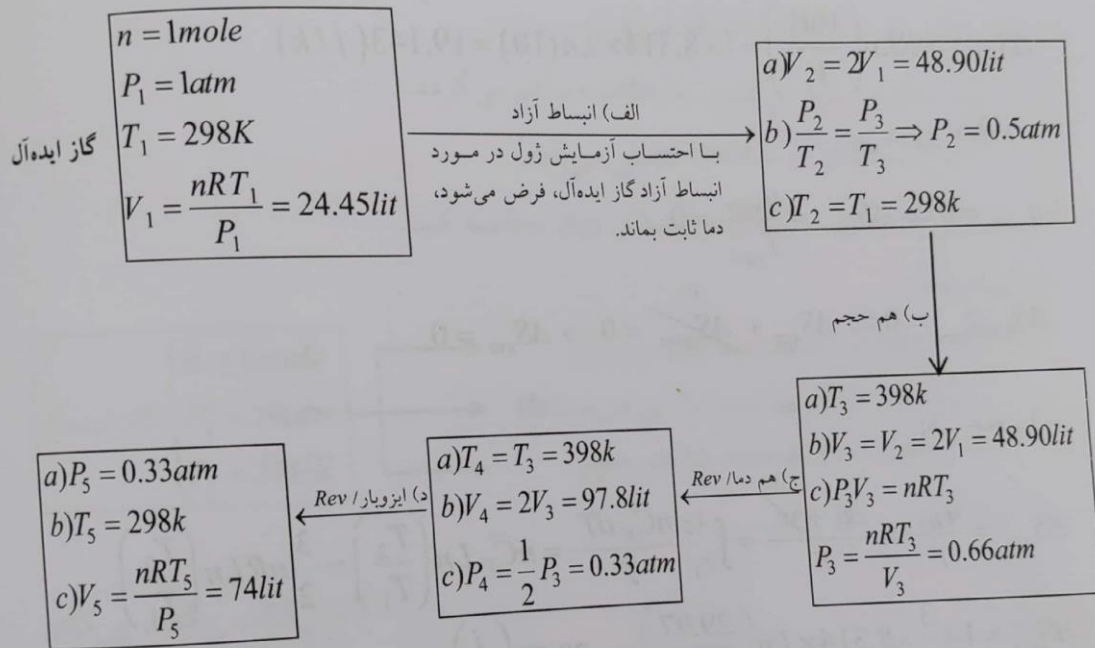 گاز ایده‌آل
n = 1mole
P₁ = 1atm
T₁ = 298K
V₁ = nRT₁/P₁ = 24.45lit
الف) انبساط آزاد
بـا احتسـاب آزمـایش ژول در مـورد
انبساط آزاد گاز ایده‌آل، فرض می‌شود،
دما ثابت بماند.
a)V₂ = 2V₁ = 48.90lit
b)P₂/T₂ = P₃/T₃ ⇒ P₂ = 0.5atm
c)T₂ = T₁ = 298k
ب) هم حجم
a)T₃ = 398k
b)V₃ = V₂ = 2V₁ = 48.90lit
c)P₃V₃ = nRT₃
P₃ = nRT₃/V₃ = 0.66atm
ج) هم دما/ Rev
a)T₄ = T₃ = 398k
b)V₄ = 2V₃ = 97.8lit
c)P₄ = 1/2 P₃ = 0.33atm
د) ایزوبار/ Rev
a)P₅ = 0.33atm
b)T₅ = 298k
c)V₅ = nRT₅/P₅ = 74lit